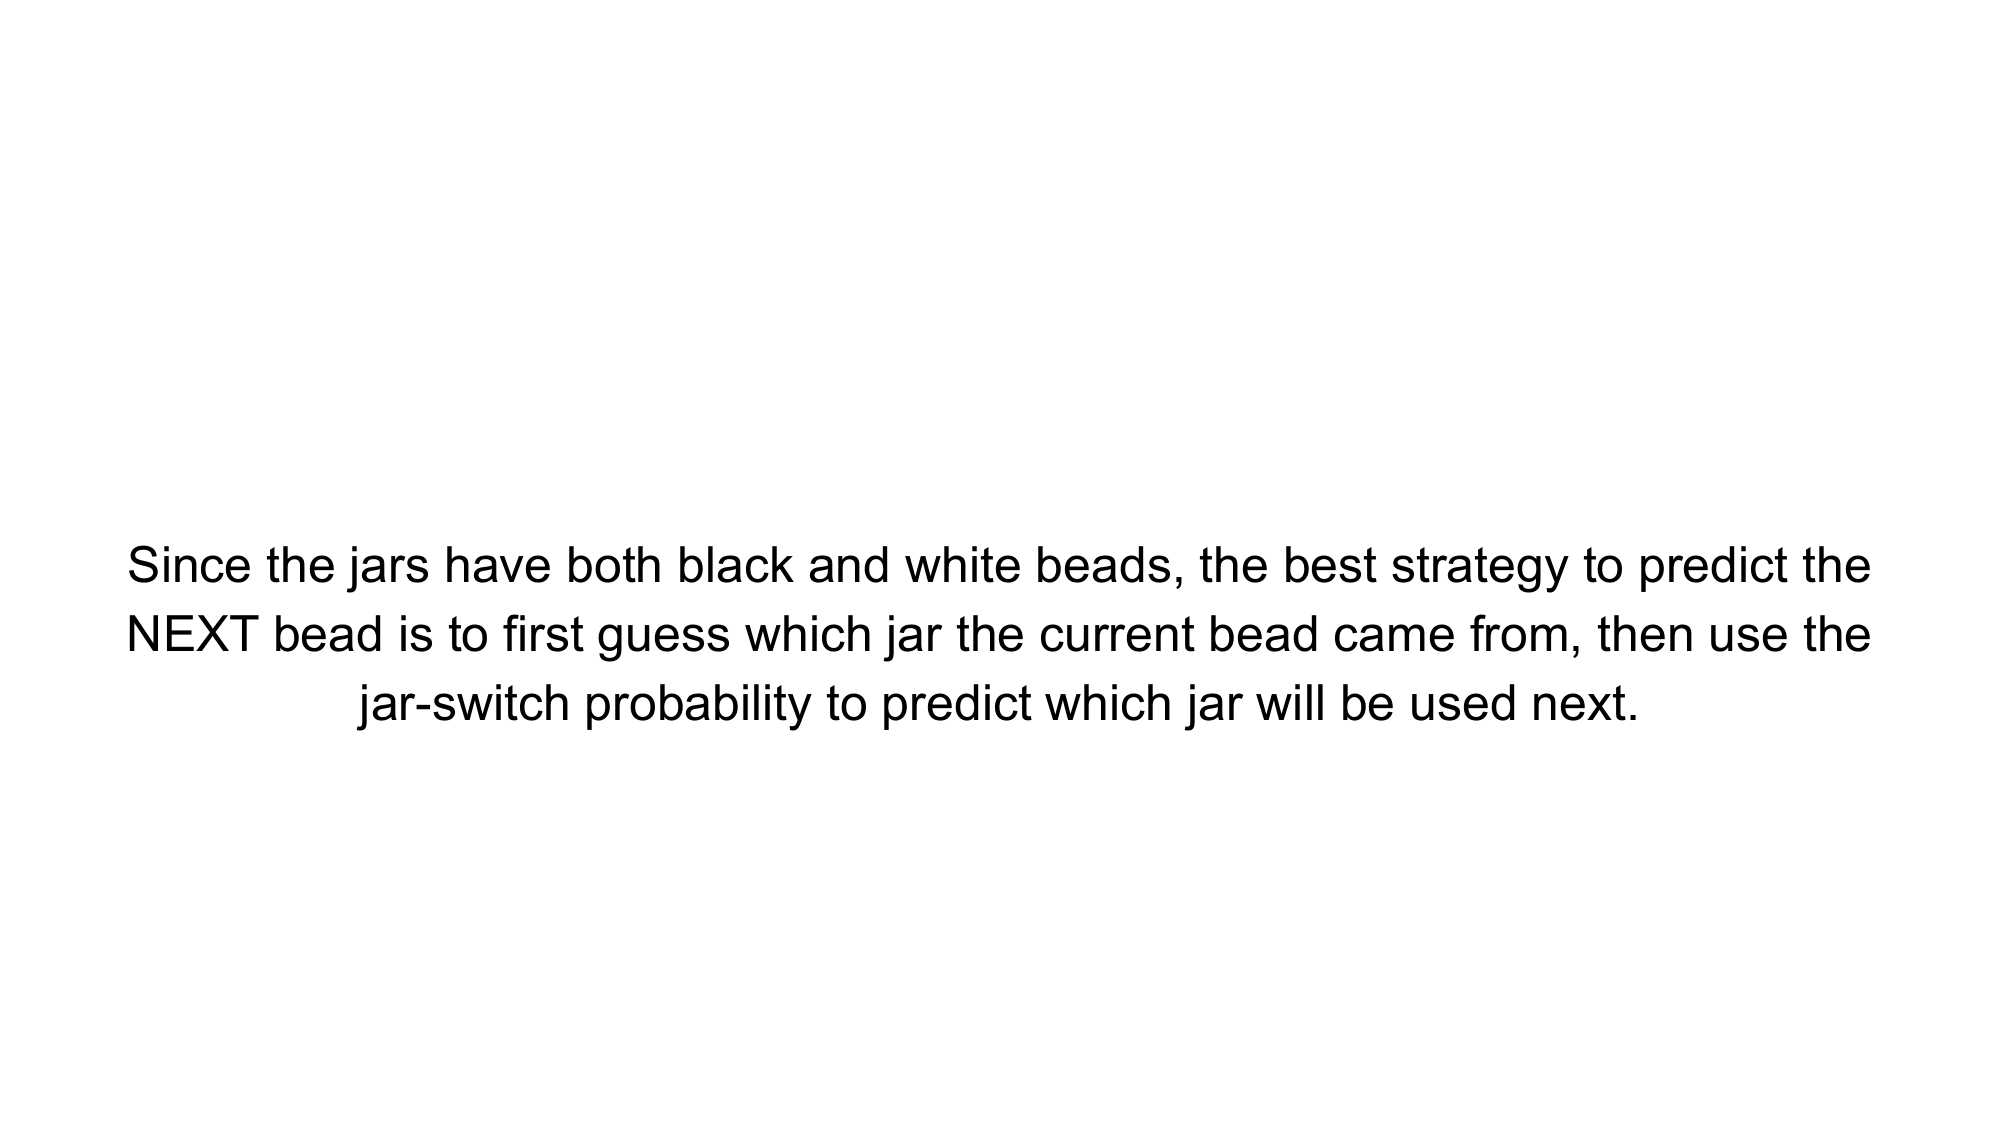 Since the jars have both black and white beads, the best strategy to predict the
NEXT bead is to first guess which jar the current bead came from, then use the
jar-switch probability to predict which jar will be used next.